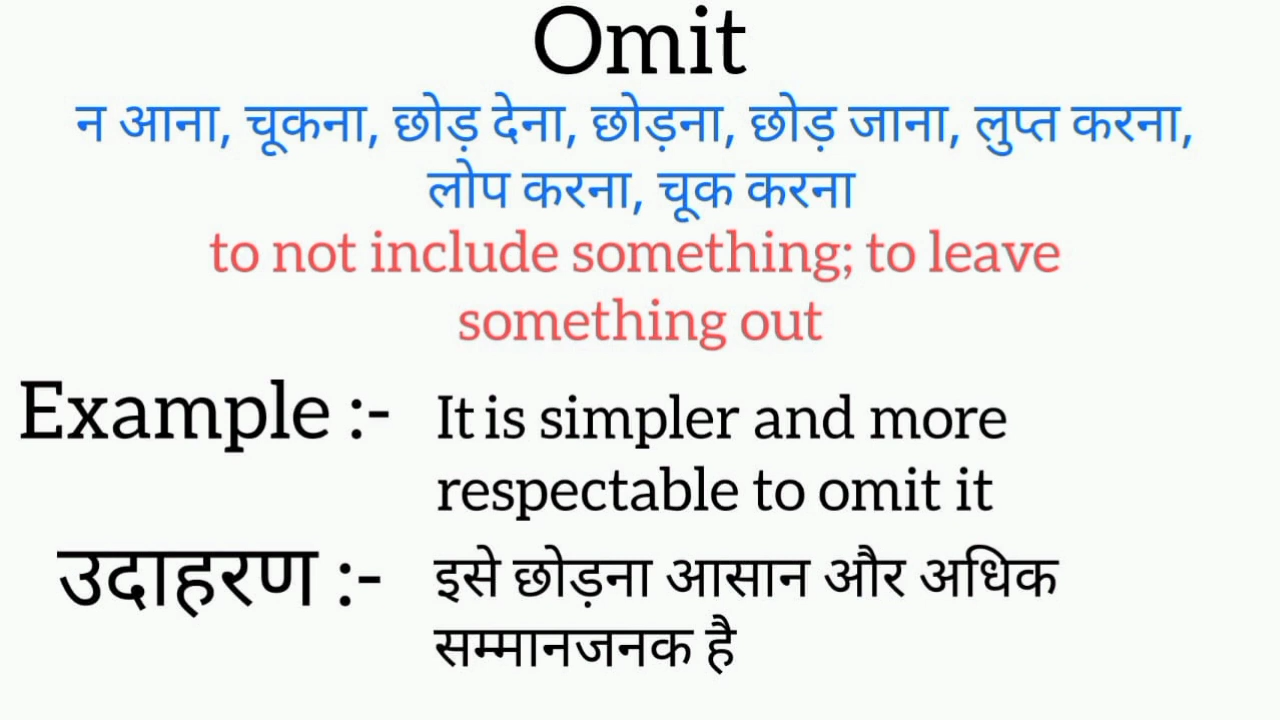 Omit
न आना, चूकना, छोड़ देना, छोड़ना, छोड़ जाना, लुप्त करना,
लोप करना, चूक करना
to not include something; to leave
something out
Example :- It is simpler and more
respectable to omit it
उदाहरण :- इसे छोड़ना आसान और अधिक
सम्मानजनक है